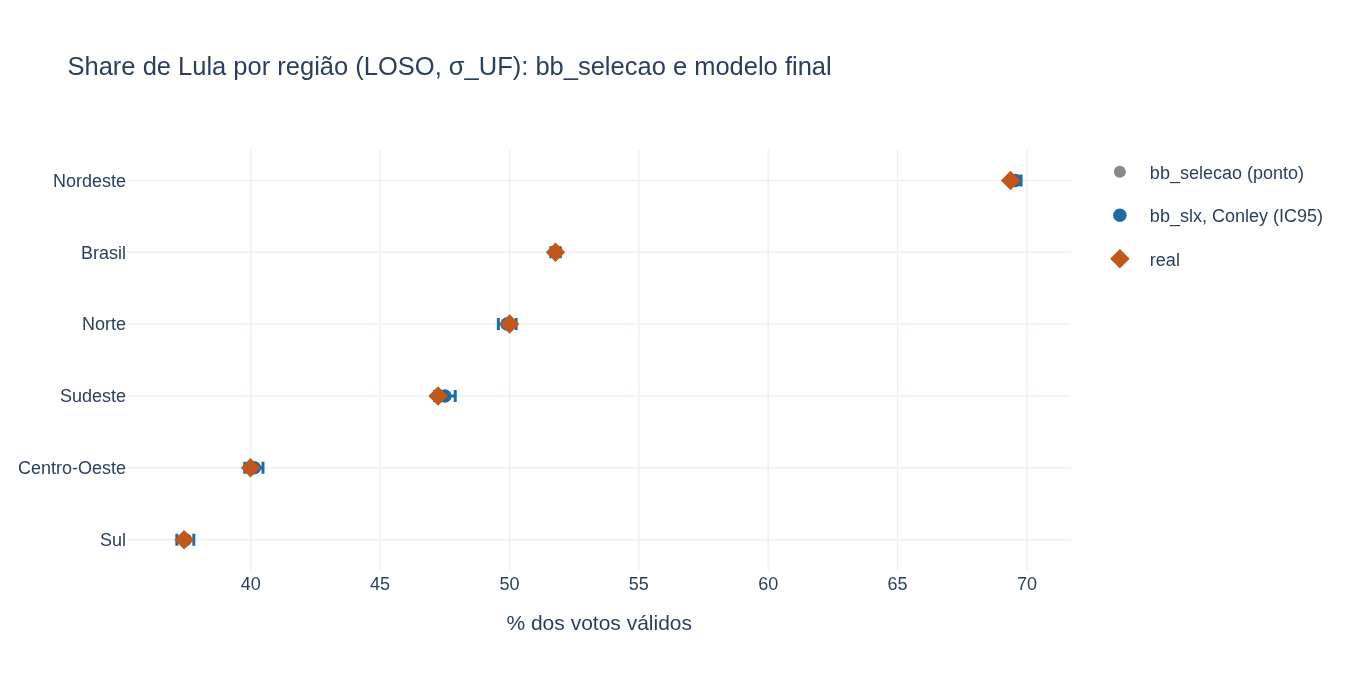 Share de Lula por região (LOSO, σ_UF): bb_selecao e modelo final
Nordeste
Brasil
Norte
Sudeste
Centro-Oeste
Sul
40 45 50 55 60 65 70
% dos votos válidos
bb_selecao (ponto)
bb_slx, Conley (IC95)
real